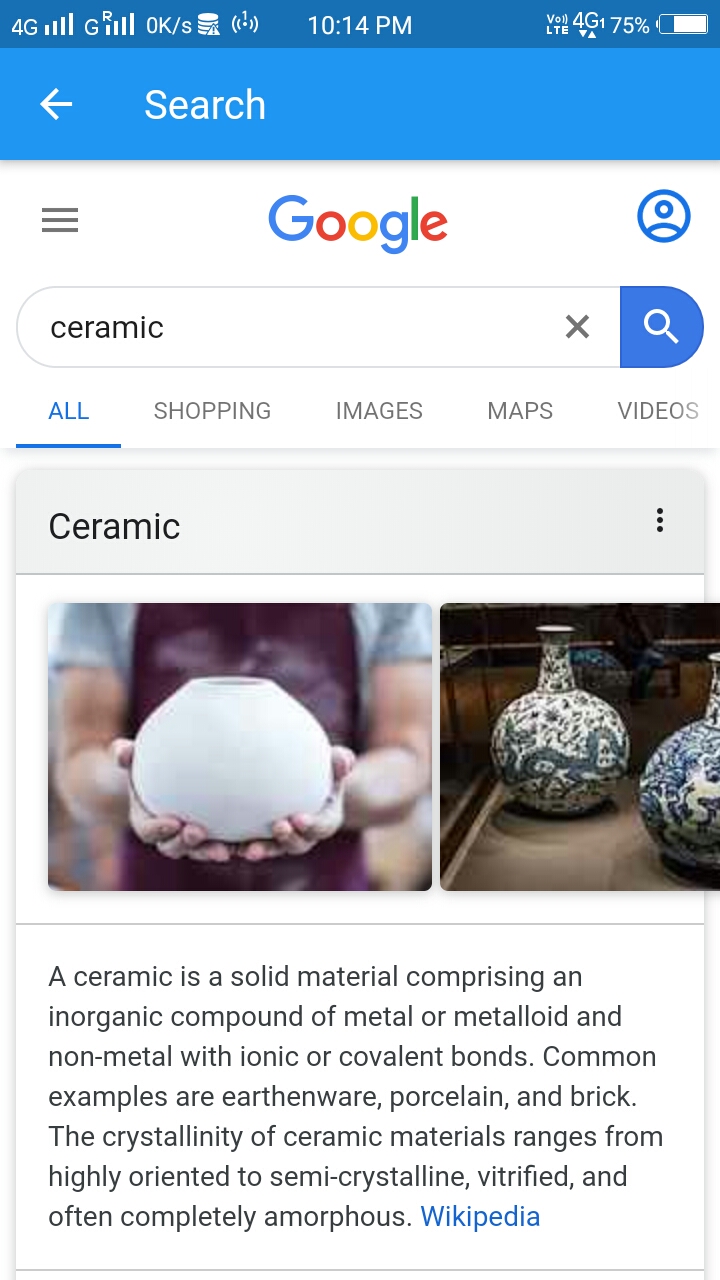 4G G R 0K/s 10:14 PM Vo)) LTE 4G1 75%
Search
Google
ceramic
ALL SHOPPING IMAGES MAPS VIDEOS
Ceramic
A ceramic is a solid material comprising an
inorganic compound of metal or metalloid and
non-metal with ionic or covalent bonds. Common
examples are earthenware, porcelain, and brick.
The crystallinity of ceramic materials ranges from
highly oriented to semi-crystalline, vitrified, and
often completely amorphous. Wikipedia